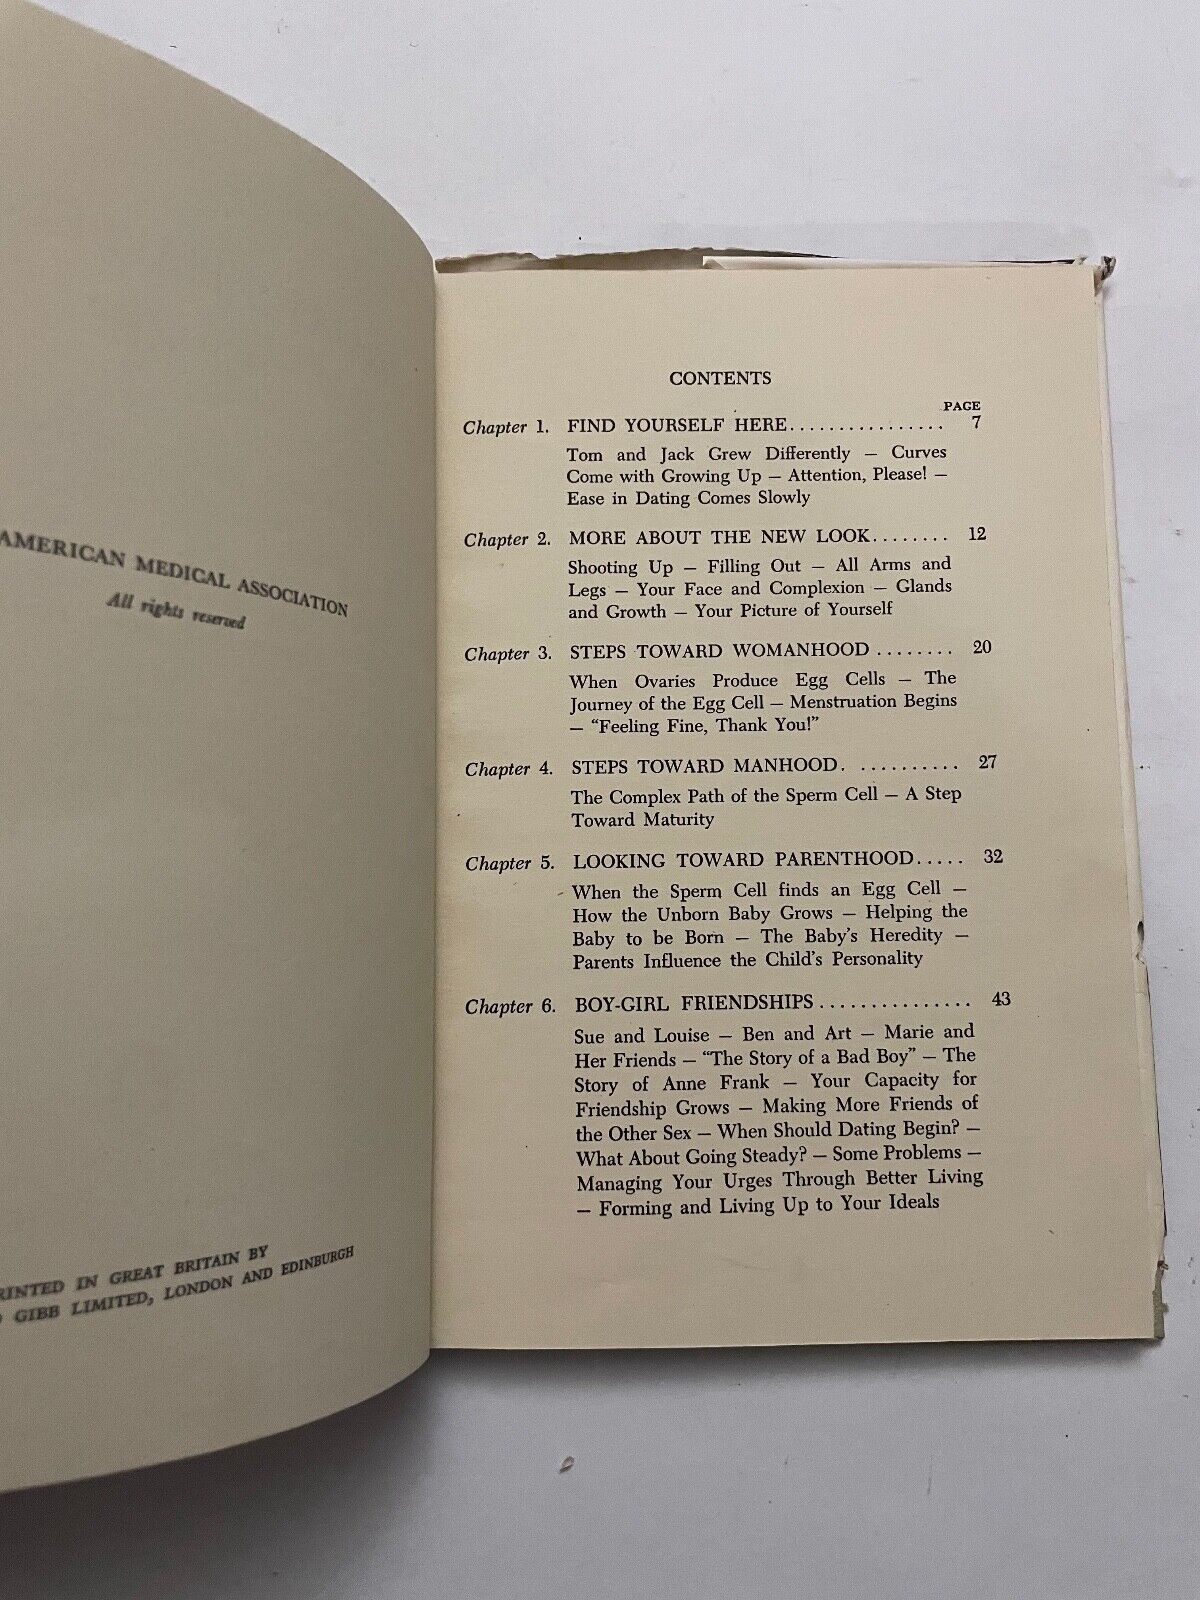 AMERICAN MEDICAL ASSOCIATION
All rights reserved
IN GREAT BRITAIN BY
GIBB LIMITED, LONDON AND EDINBURGH
CONTENTS
PAGE
Chapter 1. FIND YOURSELF HERE................ 7
Tom and Jack Grew Differently — Curves
Come with Growing Up — Attention, Please! —
Ease in Dating Comes Slowly
Chapter 2. MORE ABOUT THE NEW LOOK........ 12
Shooting Up — Filling Out — All Arms and
Legs — Your Face and Complexion — Glands
and Growth — Your Picture of Yourself
Chapter 3. STEPS TOWARD WOMANHOOD ........ 20
When Ovaries Produce Egg Cells — The
Journey of the Egg Cell — Menstruation Begins
— “Feeling Fine, Thank You!”
Chapter 4. STEPS TOWARD MANHOOD. .......... 27
The Complex Path of the Sperm Cell — A Step
Toward Maturity
Chapter 5. LOOKING TOWARD PARENTHOOD..... 32
When the Sperm Cell finds an Egg Cell —
How the Unborn Baby Grows — Helping the
Baby to be Born — The Baby’s Heredity —
Parents Influence the Child’s Personality
Chapter 6. BOY-GIRL FRIENDSHIPS ............... 43
Sue and Louise — Ben and Art — Marie and
Her Friends — “The Story of a Bad Boy” — The
Story of Anne Frank — Your Capacity for
Friendship Grows — Making More Friends of
the Other Sex — When Should Dating Begin? —
What About Going Steady? — Some Problems —
Managing Your Urges Through Better Living
— Forming and Living Up to Your Ideals